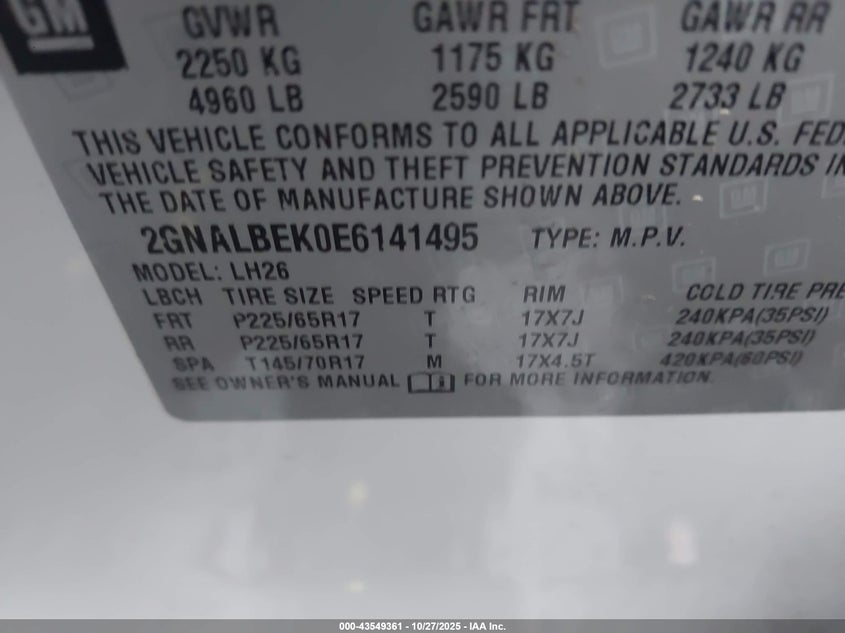 GM
GVWR GAWR FRT GAWR RR
2250 KG 1175 KG 1240 KG
4960 LB 2590 LB 2733 LB
THIS VEHICLE CONFORMS TO ALL APPLICABLE U.S. FED
VEHICLE SAFETY AND THEFT PREVENTION STANDARDS IN
THE DATE OF MANUFACTURE SHOWN ABOVE.
2GNALBEK0E6141495 TYPE: M.P.V.
MODEL: LH26
LBCH TIRE SIZE SPEED RTG RIM COLD TIRE PRE
FRT P225/65R17 T 17X7J 240KPA(35PSI)
RR P225/65R17 T 17X7J 240KPA(35PSI)
SPA T145/70R17 M 17X4.5T 420KPA(60PSI)
SEE OWNER'S MANUAL FOR MORE INFORMATION.
000-43549361 | 10/27/2025 - IAA Inc.